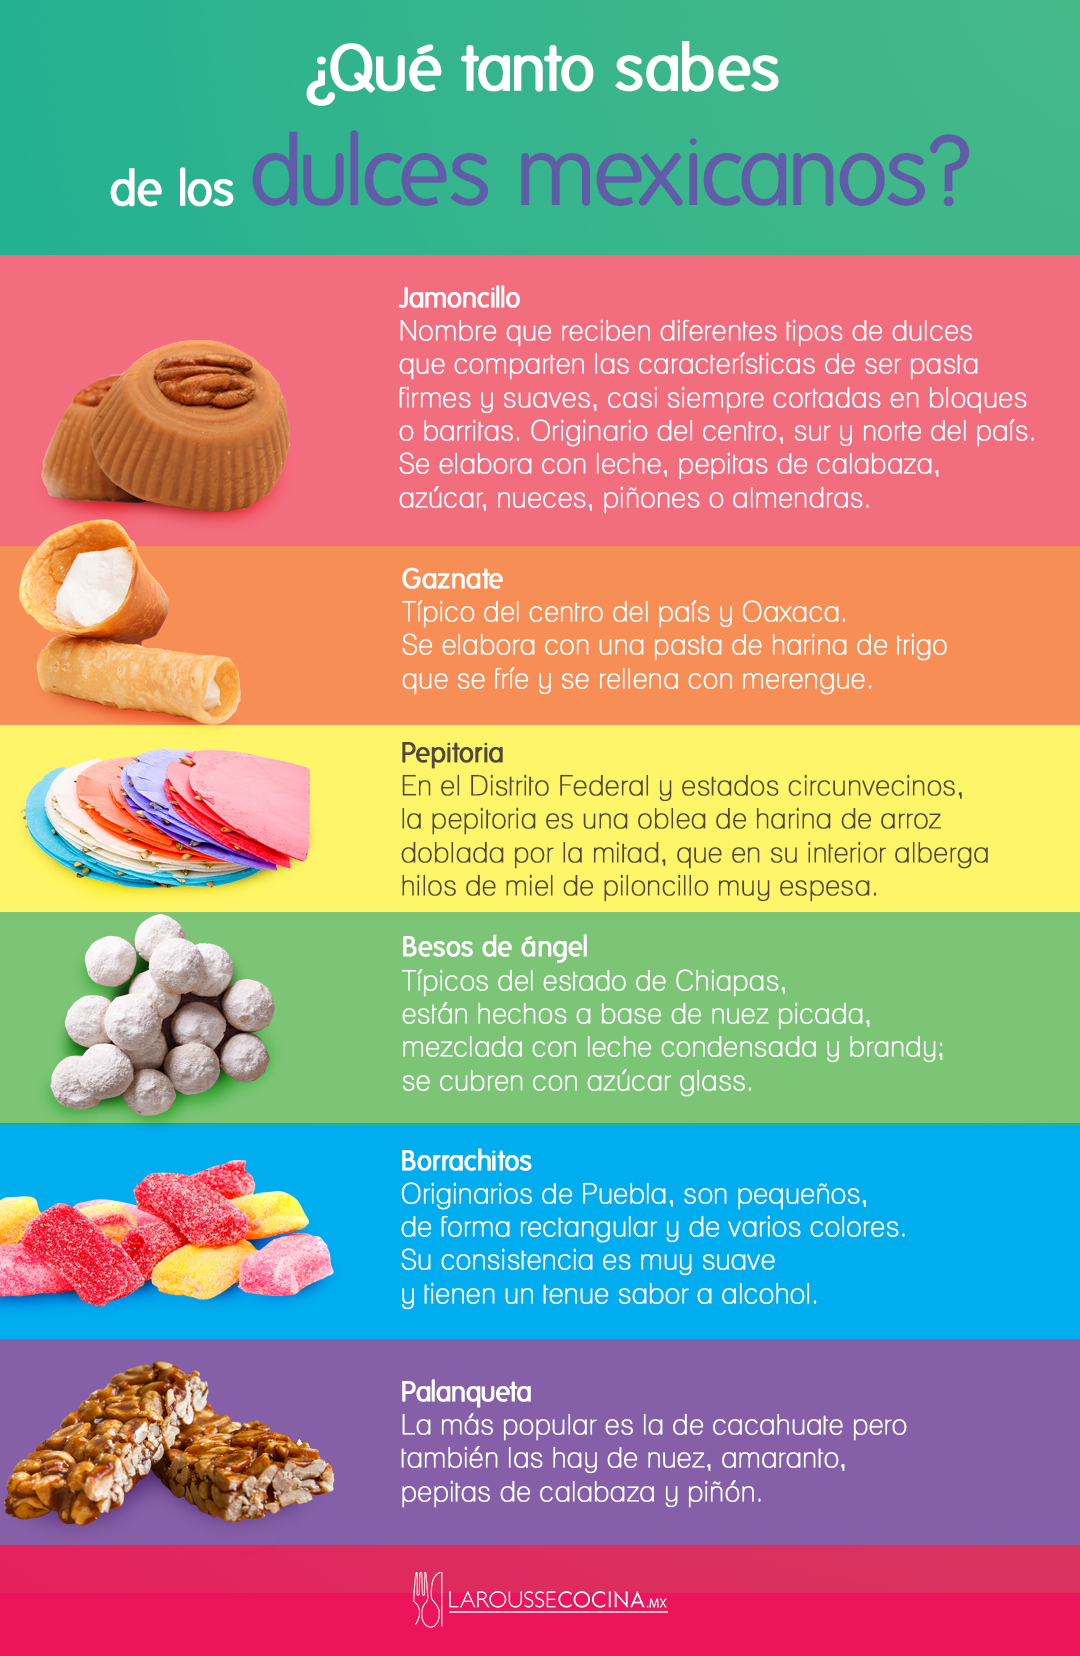 ¿Qué tanto sabes
de los dulces mexicanos?
Jamoncillo
Nombre que reciben diferentes tipos de dulces
que comparten las características de ser pasta
firmes y suaves, casi siempre cortadas en bloques
o barritas. Originario del centro, sur y norte del país.
Se elabora con leche, pepitas de calabaza,
azúcar, nueces, piñones o almendras.
Gaznate
Típico del centro del país y Oaxaca.
Se elabora con una pasta de harina de trigo
que se fríe y se rellena con merengue.
Pepitoria
En el Distrito Federal y estados circunvecinos,
la pepitoria es una oblea de harina de arroz
doblada por la mitad, que en su interior alberga
hilos de miel de piloncillo muy espesa.
Besos de ángel
Típicos del estado de Chiapas,
están hechos a base de nuez picada,
mezclada con leche condensada y brandy;
se cubren con azúcar glass.
Borrachitos
Originarios de Puebla, son pequeños,
de forma rectangular y de varios colores.
Su consistencia es muy suave
y tienen un tenue sabor a alcohol.
Palanqueta
La más popular es la de cacahuate pero
también las hay de nuez, amaranto,
pepitas de calabaza y piñón.
LAROUSSECOCINA.MX